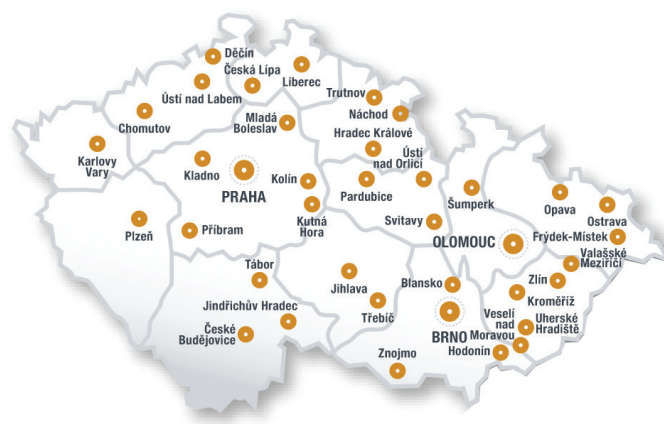 Děčín
Česká Lípa
Liberec
Ústí nad Labem
Trutnov
Chomutov
Mladá
Boleslav
Náchod
Hradec Králové
Karlovy
Vary
Kladno
PRAHA
Kolín
Ústí
nad Orlicí
Pardubice
Šumperk
Opava
Ostrava
Plzeň
Příbram
Kutná
Hora
Svitavy
OLOMOUC
Frýdek-Místek
Valašské
Meziříčí
Tábor
Jihlava
Blansko
Zlín
Kroměříž
Jindřichův Hradec
Třebíč
České
Budějovice
BRNO
Veselí
nad
Moravou
Uherské
Hradiště
Hodonín
Znojmo